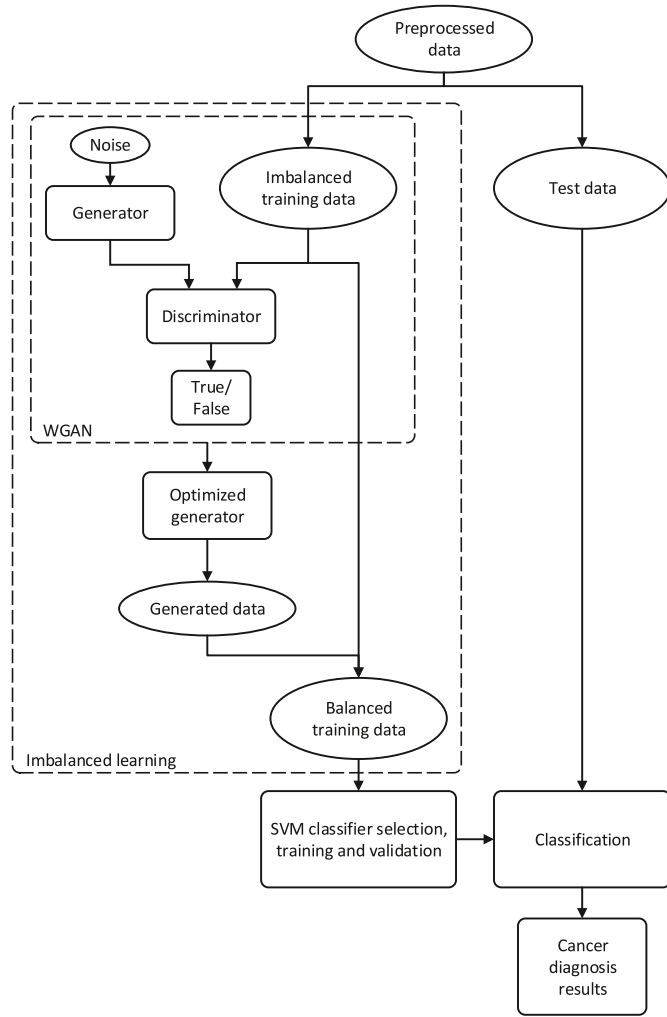 Preprocessed
data
Noise
Imbalanced
training data
Test data
Generator
Discriminator
True/
False
WGAN
Optimized
generator
Generated data
Balanced
training data
Imbalanced learning
SVM classifier selection,
training and validation
Classification
Cancer
diagnosis
results